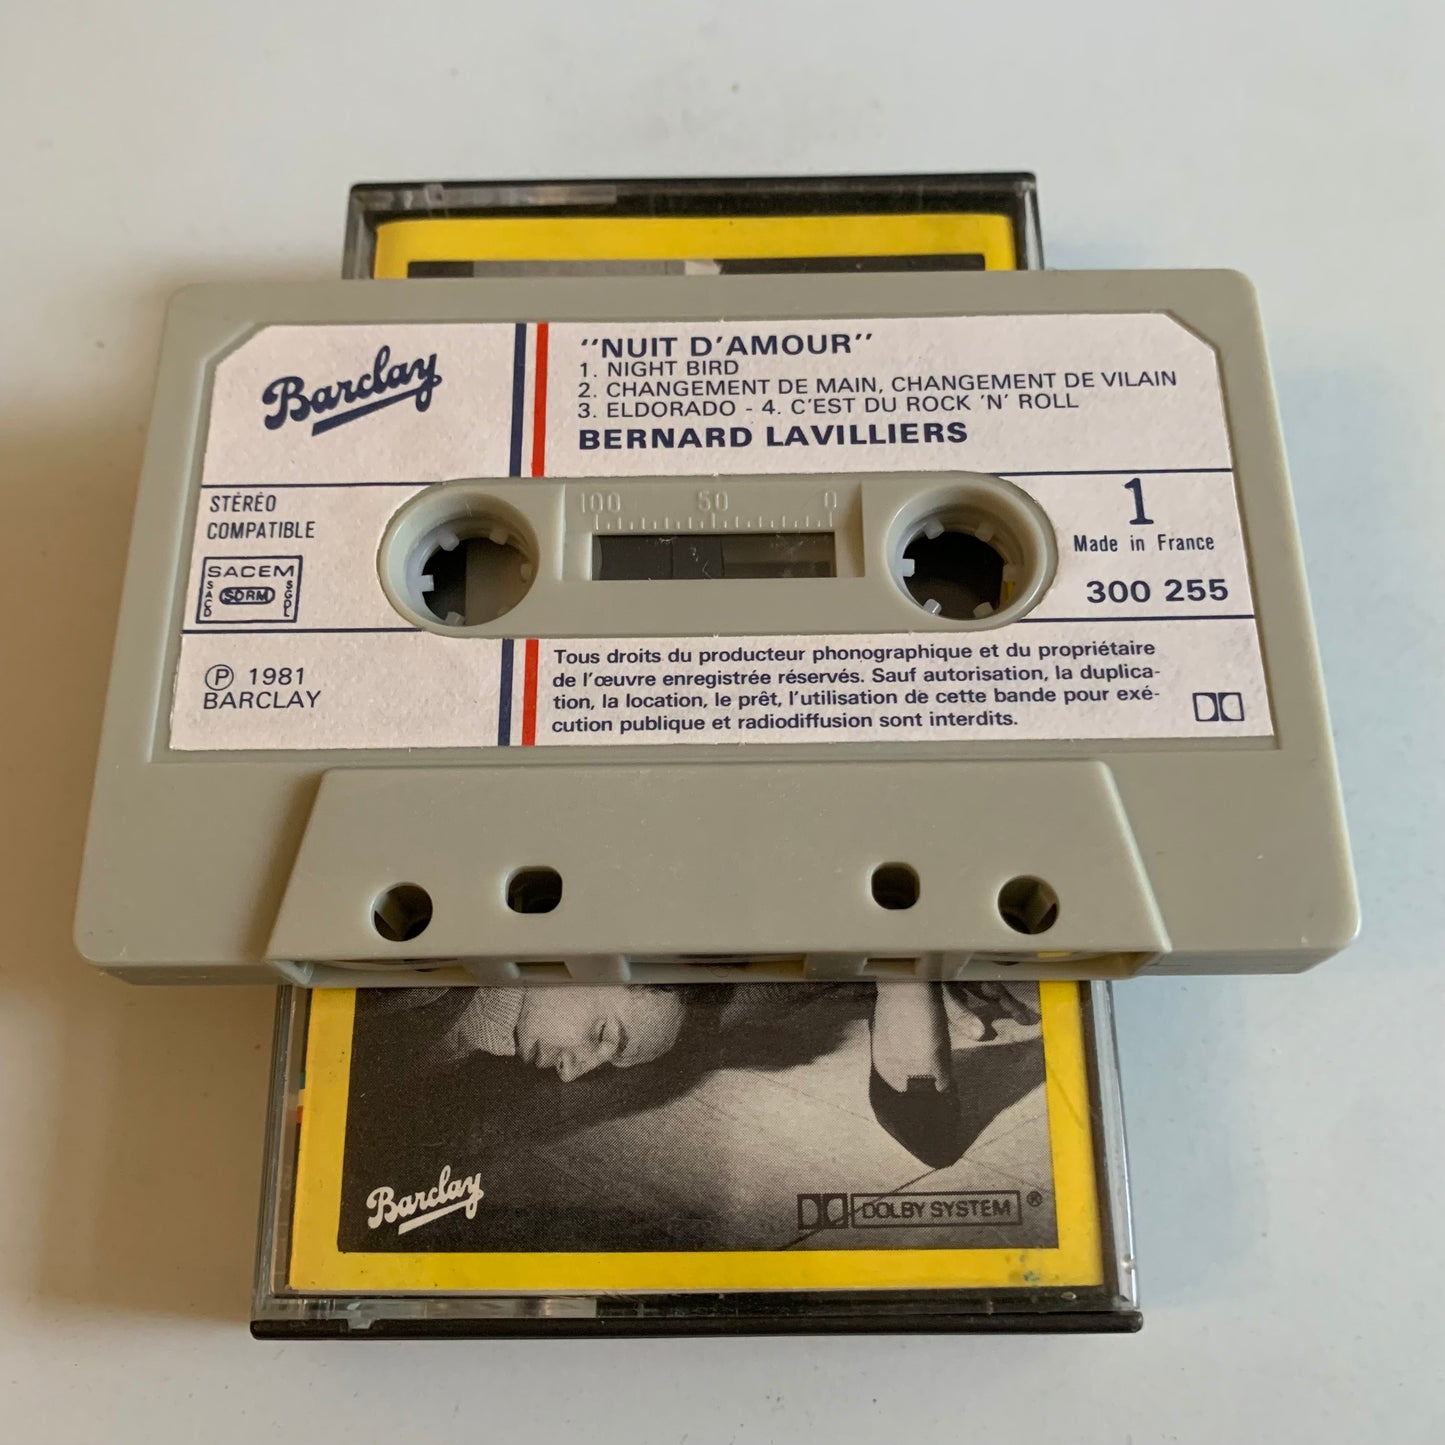 Barclay
"NUIT D'AMOUR"
1. NIGHT BIRD
2. CHANGEMENT DE MAIN, CHANGEMENT DE VILAIN
3. ELDORADO - 4. C'EST DU ROCK 'N' ROLL
BERNARD LAVILLIERS
STÉRÉO
COMPATIBLE
SACEM
SACD
SDRM
SGDL
100 50 0
1
Made in France
300 255
℗ 1981
BARCLAY
Tous droits du producteur phonographique et du propriétaire
de l'œuvre enregistrée réservés. Sauf autorisation, la duplica-
tion, la location, le prêt, l'utilisation de cette bande pour exé-
cution publique et radiodiffusion sont interdits.
Barclay
DOLBY SYSTEM ®